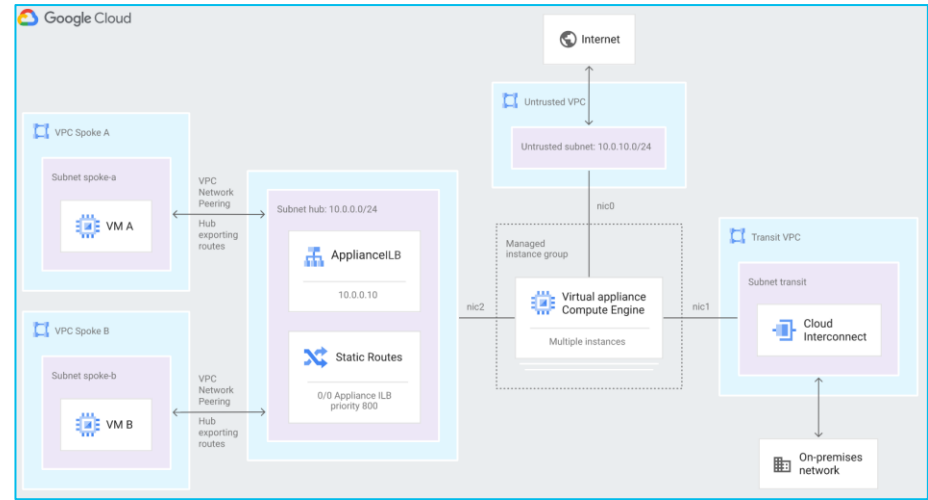 Google Cloud
Internet
Untrusted VPC
Untrusted subnet: 10.0.10.0/24
nic0
VPC Spoke A
Subnet spoke-a
VM A
VPC
Network
Peering
Hub
exporting
routes
Subnet hub: 10.0.0.0/24
ApplianceILB
10.0.0.10
Static Routes
0/0 Appliance ILB
priority 800
nic2
Managed
instance group
Virtual appliance
Compute Engine
Multiple instances
nic1
Transit VPC
Subnet transit
Cloud
Interconnect
On-premises
network
VPC Spoke B
Subnet spoke-b
VM B
VPC
Network
Peering
Hub
exporting
routes